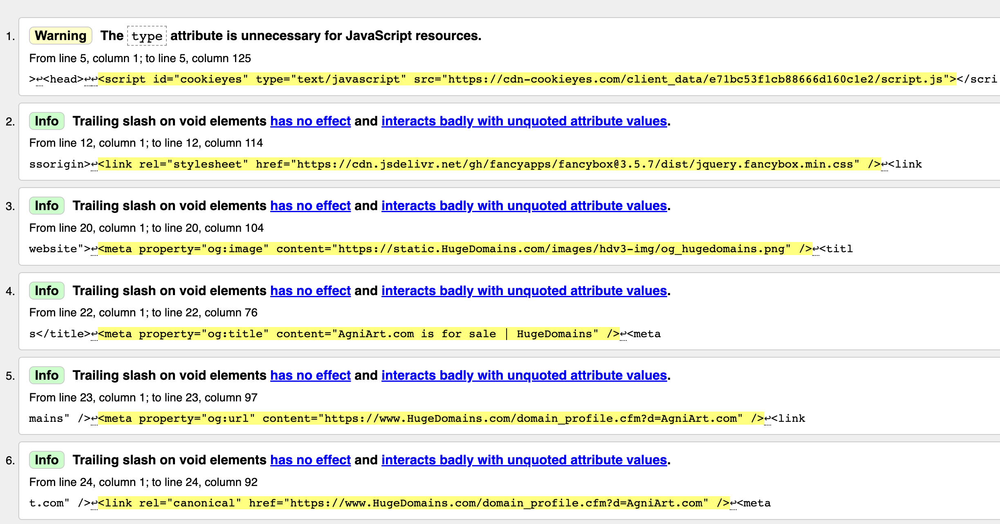 1. Warning The type attribute is unnecessary for JavaScript resources.
From line 5, column 1; to line 5, column 125
>↩<head>↩↩<script id="cookieyes" type="text/javascript" src="https://cdn-cookieyes.com/client_data/e71bc53f1cb88666d160c1e2/script.js"></scri
2. Info Trailing slash on void elements has no effect and interacts badly with unquoted attribute values.
From line 12, column 1; to line 12, column 114
ssorigin>↩<link rel="stylesheet" href="https://cdn.jsdelivr.net/gh/fancyapps/fancybox@3.5.7/dist/jquery.fancybox.min.css" />↩<link
3. Info Trailing slash on void elements has no effect and interacts badly with unquoted attribute values.
From line 20, column 1; to line 20, column 104
website">↩<meta property="og:image" content="https://static.HugeDomains.com/images/hdv3-img/og_hugedomains.png" />↩<titl
4. Info Trailing slash on void elements has no effect and interacts badly with unquoted attribute values.
From line 22, column 1; to line 22, column 76
s</title>↩<meta property="og:title" content="AgniArt.com is for sale | HugeDomains" />↩<meta
5. Info Trailing slash on void elements has no effect and interacts badly with unquoted attribute values.
From line 23, column 1; to line 23, column 97
mains" />↩<meta property="og:url" content="https://www.HugeDomains.com/domain_profile.cfm?d=AgniArt.com" />↩<link
6. Info Trailing slash on void elements has no effect and interacts badly with unquoted attribute values.
From line 24, column 1; to line 24, column 92
t.com" />↩<link rel="canonical" href="https://www.HugeDomains.com/domain_profile.cfm?d=AgniArt.com" />↩<meta